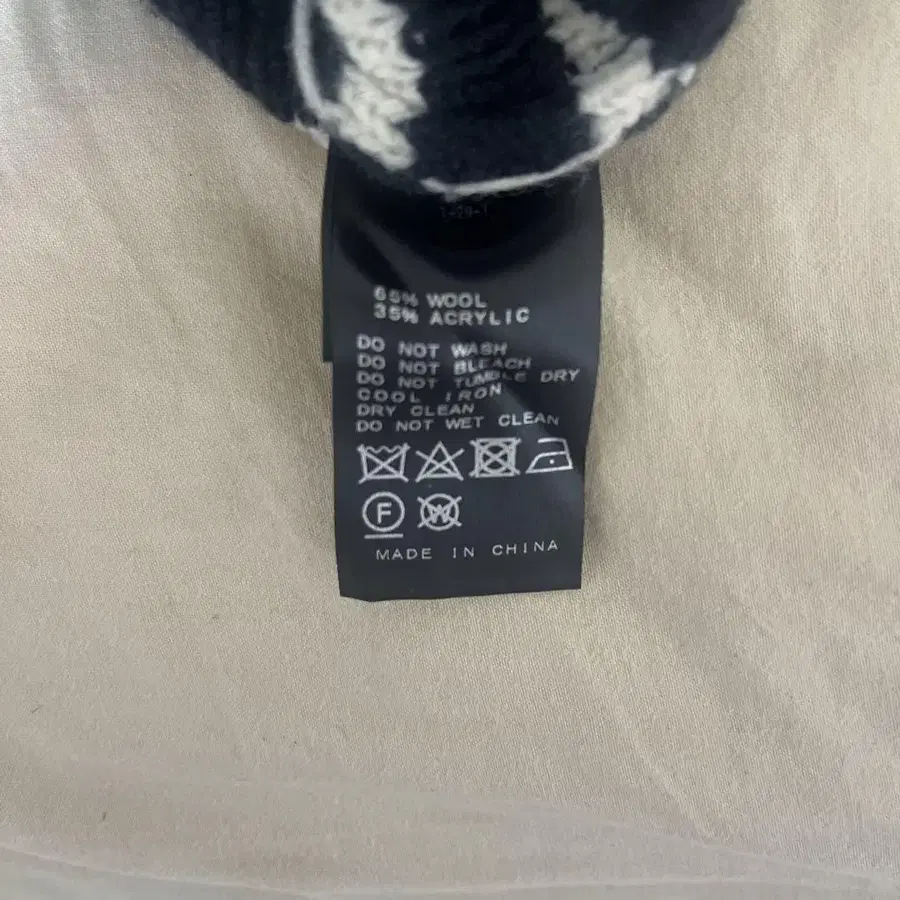 65% WOOL
35% ACRYLIC
DO NOT WASH
DO NOT BLEACH
DO NOT TUMBLE DRY
COOL IRON
DRY CLEAN
DO NOT WET CLEAN
F W
MADE IN CHINA